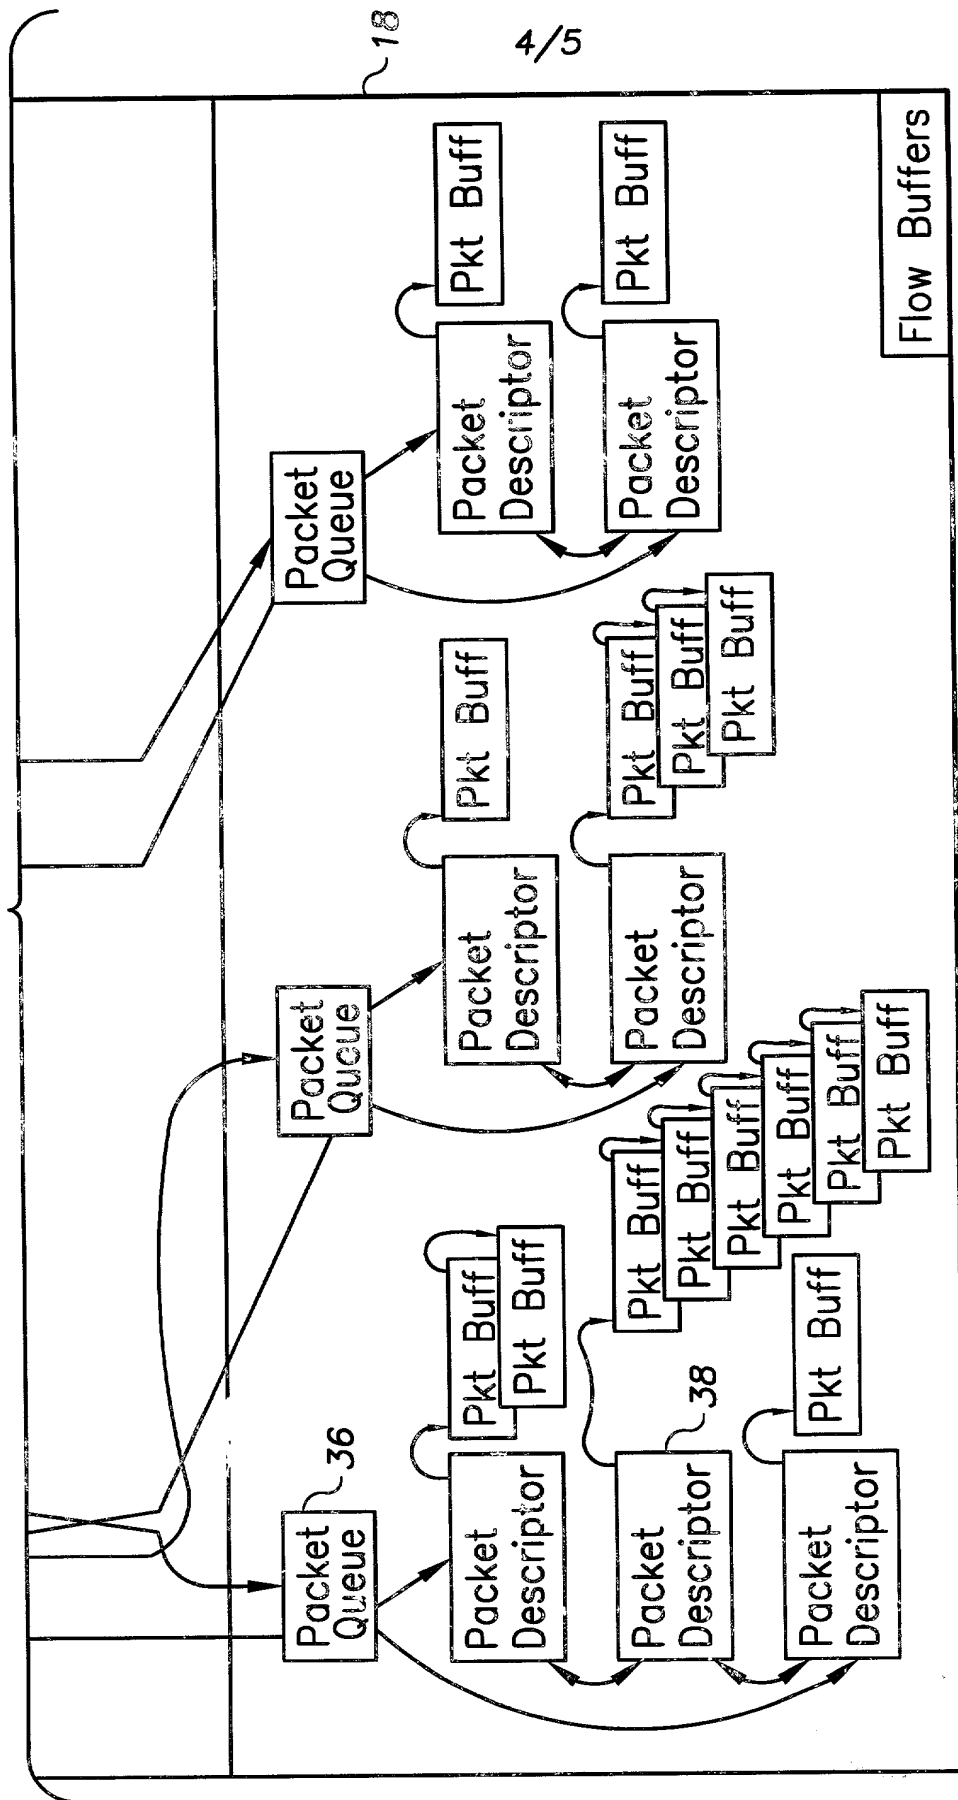 4/5
18
Packet
Queue
36
Packet
Queue
Packet
Queue
Packet
Descriptor
Pkt Buff
Pkt Buff
Packet
Descriptor
Pkt Buff
Packet
Descriptor
Pkt Buff
Packet
Descriptor
38
Pkt Buff
Pkt Buff
Pkt Buff
Pkt Buff
Pkt Buff
Pkt Buff
Packet
Descriptor
Pkt Buff
Pkt Buff
Pkt Buff
Packet
Descriptor
Pkt Buff
Packet
Descriptor
Pkt Buff
Flow Buffers